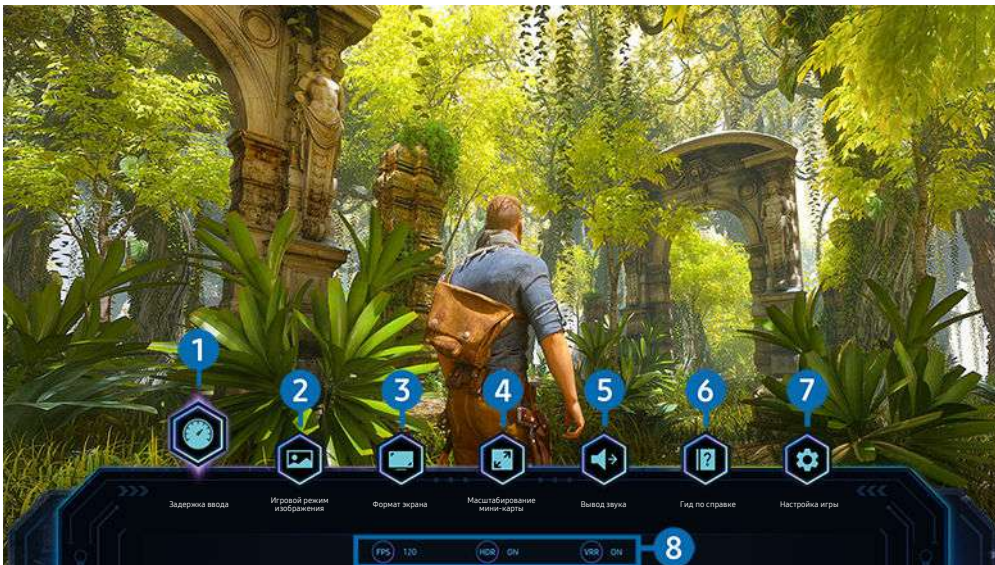 1
2
3
4
5
6
7
Задержка ввода
Игровой режим
изображения
Формат экрана
Масштабирование
мини-карты
Вывод звука
?
Гид по справке
Настройка игры
FPS 120 HDR ON VRR ON 8